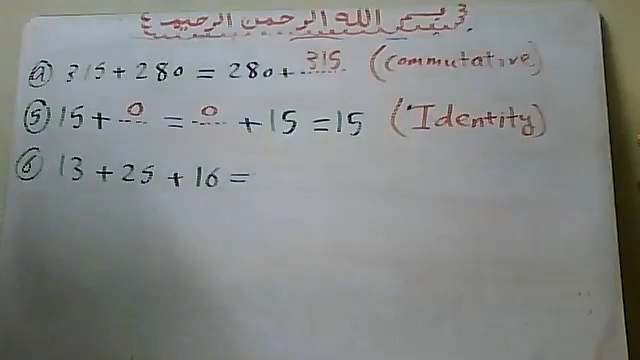 بسم الله الرحمن الرحيم
ⓐ 315 + 280 = 280 + 315 (Commutative)
⑤ 15 + 0 = 0 + 15 = 15 (Identity)
⑥ 13 + 25 + 16 =